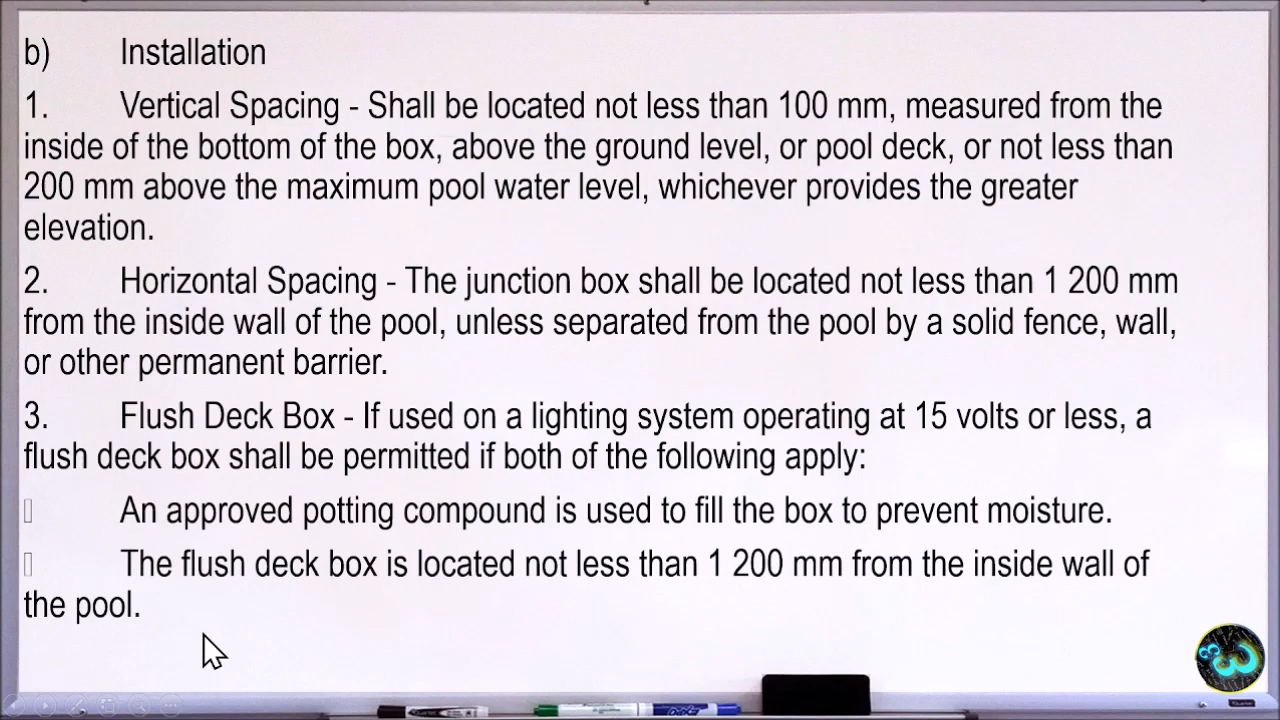 b) Installation
1. Vertical Spacing - Shall be located not less than 100 mm, measured from the
inside of the bottom of the box, above the ground level, or pool deck, or not less than
200 mm above the maximum pool water level, whichever provides the greater
elevation.
2. Horizontal Spacing - The junction box shall be located not less than 1 200 mm
from the inside wall of the pool, unless separated from the pool by a solid fence, wall,
or other permanent barrier.
3. Flush Deck Box - If used on a lighting system operating at 15 volts or less, a
flush deck box shall be permitted if both of the following apply:
An approved potting compound is used to fill the box to prevent moisture.
The flush deck box is located not less than 1 200 mm from the inside wall of
the pool.